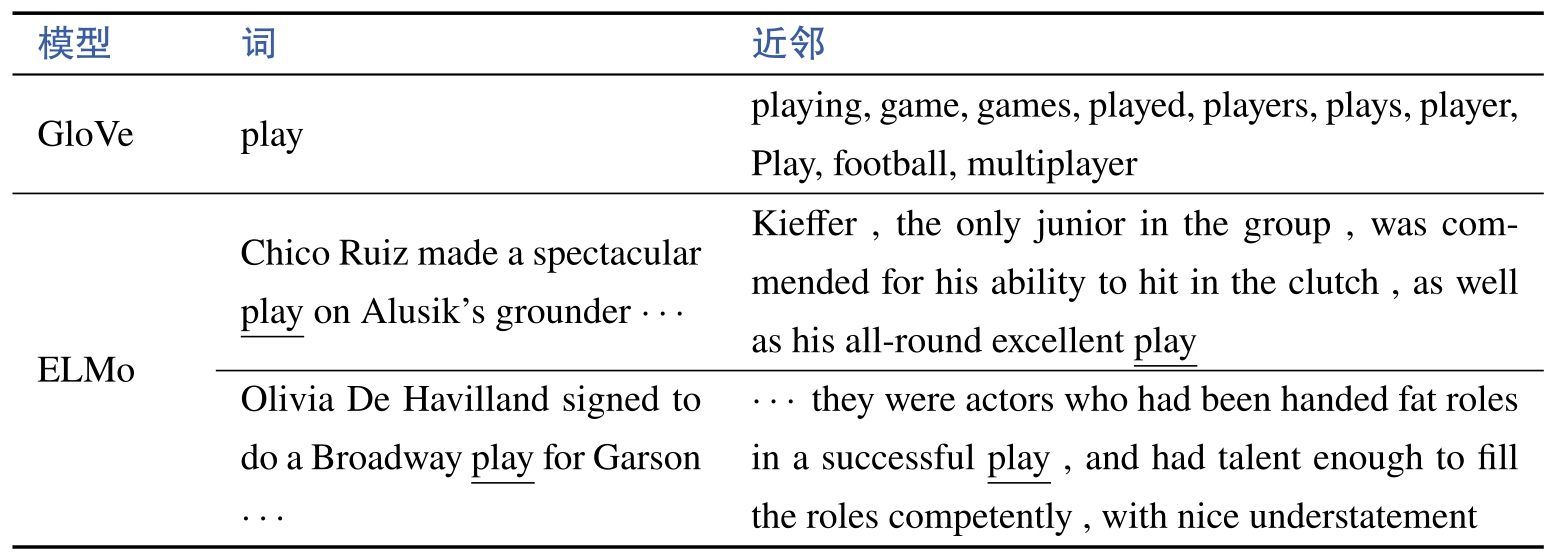 模型 词 近邻
GloVe play playing, game, games, played, players, plays, player,
Play, football, multiplayer
ELMo
Chico Ruiz made a spectacular
play on Alusik’s grounder · · ·
Kieffer , the only junior in the group , was com-
mended for his ability to hit in the clutch , as well
as his all-round excellent play
Olivia De Havilland signed to
do a Broadway play for Garson
· · ·
· · · they were actors who had been handed fat roles
in a successful play , and had talent enough to fill
the roles competently , with nice understatement